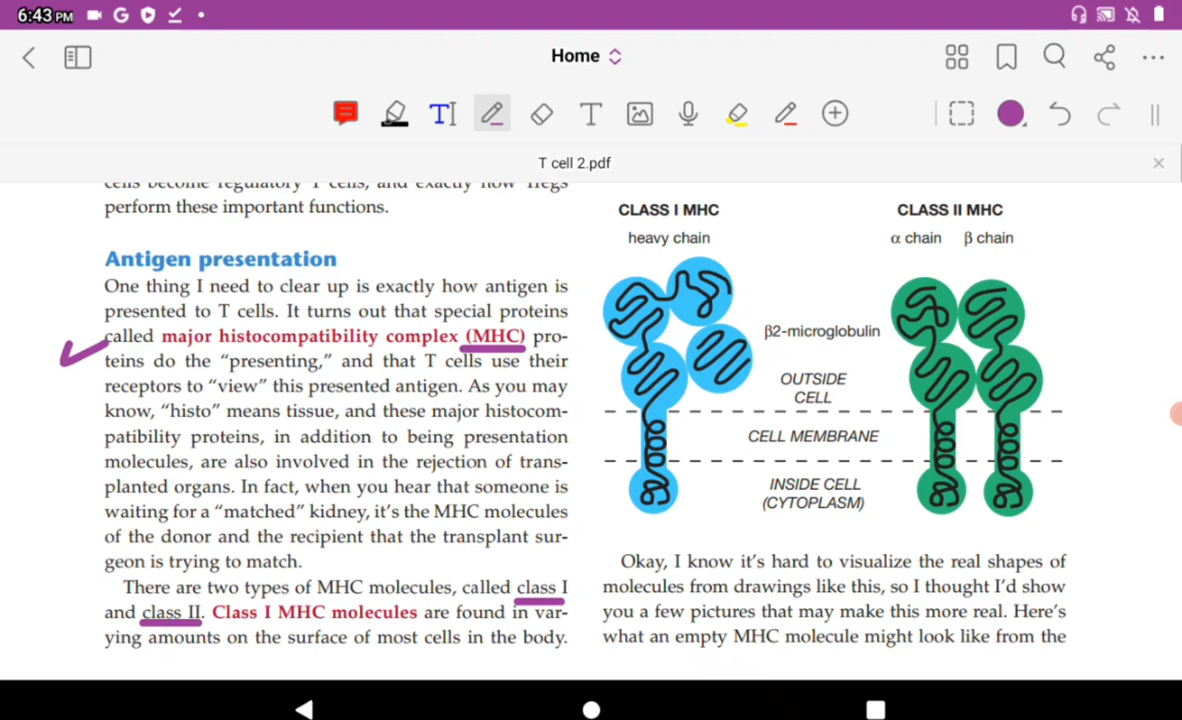 6:43 PM
Home
T cell 2.pdf
cells become regulatory T cells, and exactly how Tregs
perform these important functions.
Antigen presentation
One thing I need to clear up is exactly how antigen is
presented to T cells. It turns out that special proteins
called major histocompatibility complex (MHC) pro-
teins do the “presenting,” and that T cells use their
receptors to “view” this presented antigen. As you may
know, “histo” means tissue, and these major histocom-
patibility proteins, in addition to being presentation
molecules, are also involved in the rejection of trans-
planted organs. In fact, when you hear that someone is
waiting for a “matched” kidney, it’s the MHC molecules
of the donor and the recipient that the transplant sur-
geon is trying to match.
There are two types of MHC molecules, called class I
and class II. Class I MHC molecules are found in var-
ying amounts on the surface of most cells in the body.
CLASS I MHC
heavy chain
CLASS II MHC
α chain β chain
β2-microglobulin
OUTSIDE
CELL
CELL MEMBRANE
INSIDE CELL
(CYTOPLASM)
Okay, I know it’s hard to visualize the real shapes of
molecules from drawings like this, so I thought I’d show
you a few pictures that may make this more real. Here’s
what an empty MHC molecule might look like from the